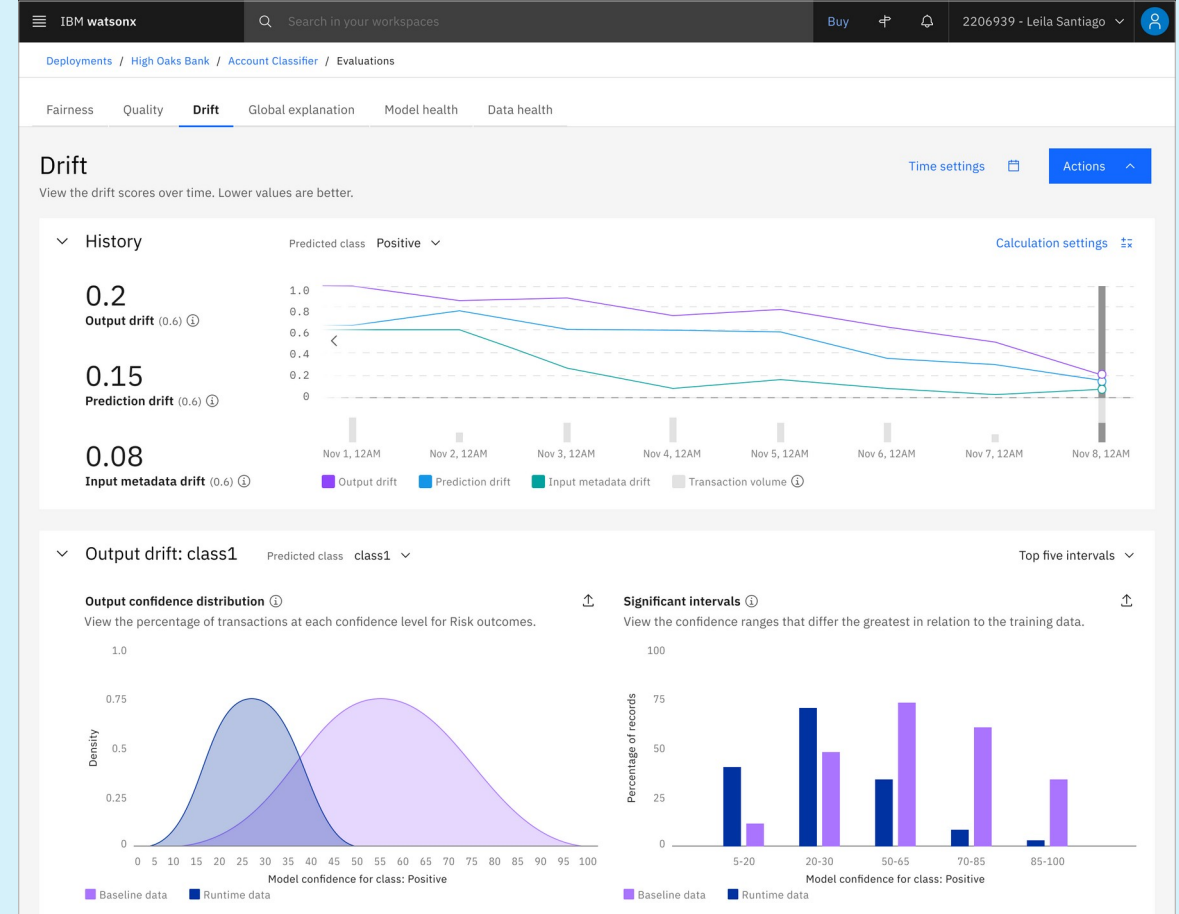 IBM watsonx
Search in your workspaces
Buy
2206939 - Leila Santiago
Deployments / High Oaks Bank / Account Classifier / Evaluations
Fairness Quality Drift Global explanation Model health Data health
Drift
View the drift scores over time. Lower values are better.
Time settings
Actions
History
Predicted class Positive
Calculation settings
0.2
Output drift (0.6)
0.15
Prediction drift (0.6)
0.08
Input metadata drift (0.6)
1.0
0.8
0.6
0.4
0.2
0
Nov 1, 12AM Nov 2, 12AM Nov 3, 12AM Nov 4, 12AM Nov 5, 12AM Nov 6, 12AM Nov 7, 12AM Nov 8, 12AM
Output drift Prediction drift Input metadata drift Transaction volume
Output drift: class1
Predicted class class1
Top five intervals
Output confidence distribution
View the percentage of transactions at each confidence level for Risk outcomes.
1.0
0.75
0.5
0.25
0
Density
0 5 10 15 20 25 30 35 40 45 50 55 60 65 70 75 80 85 90 95 100
Model confidence for class: Positive
Baseline data Runtime data
Significant intervals
View the confidence ranges that differ the greatest in relation to the training data.
100
75
50
25
0
Percentage of records
5-20 20-30 50-65 70-85 85-100
Model confidence for class: Positive
Baseline data Runtime data